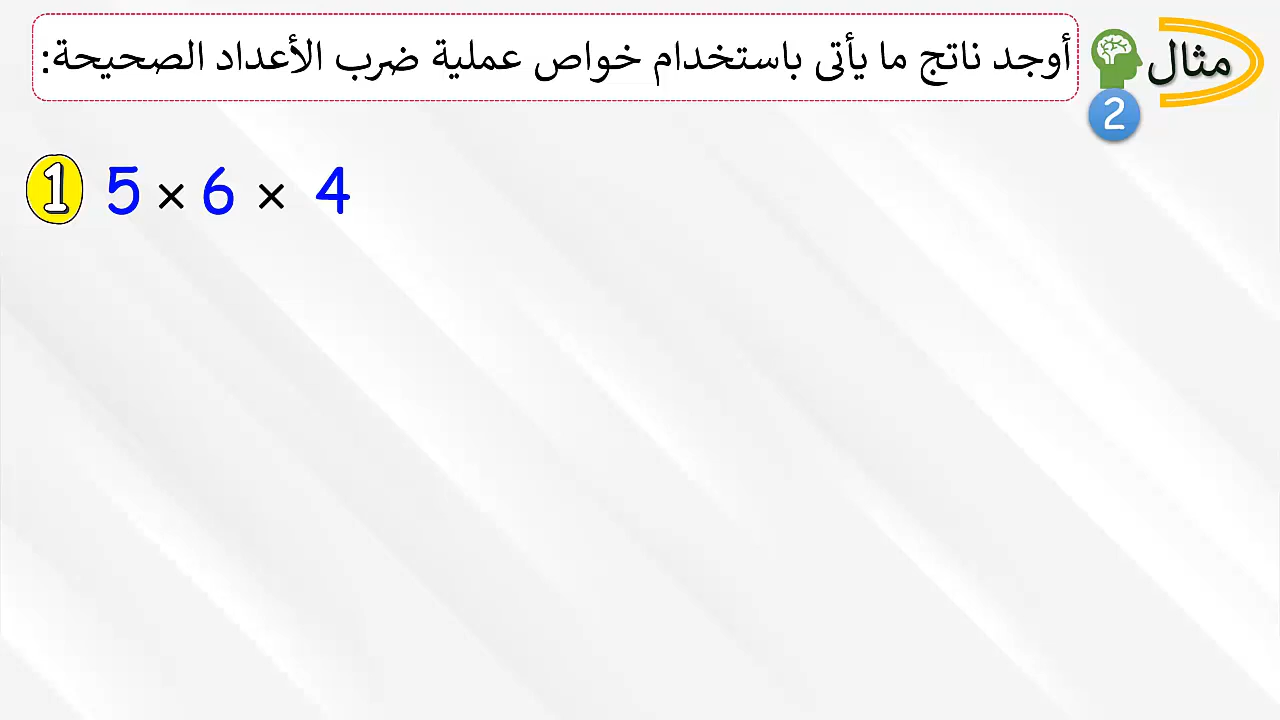 مثال
2
أوجد ناتج ما يأتى باستخدام خواص عملية ضرب الأعداد الصحيحة:
1 5 × 6 × 4